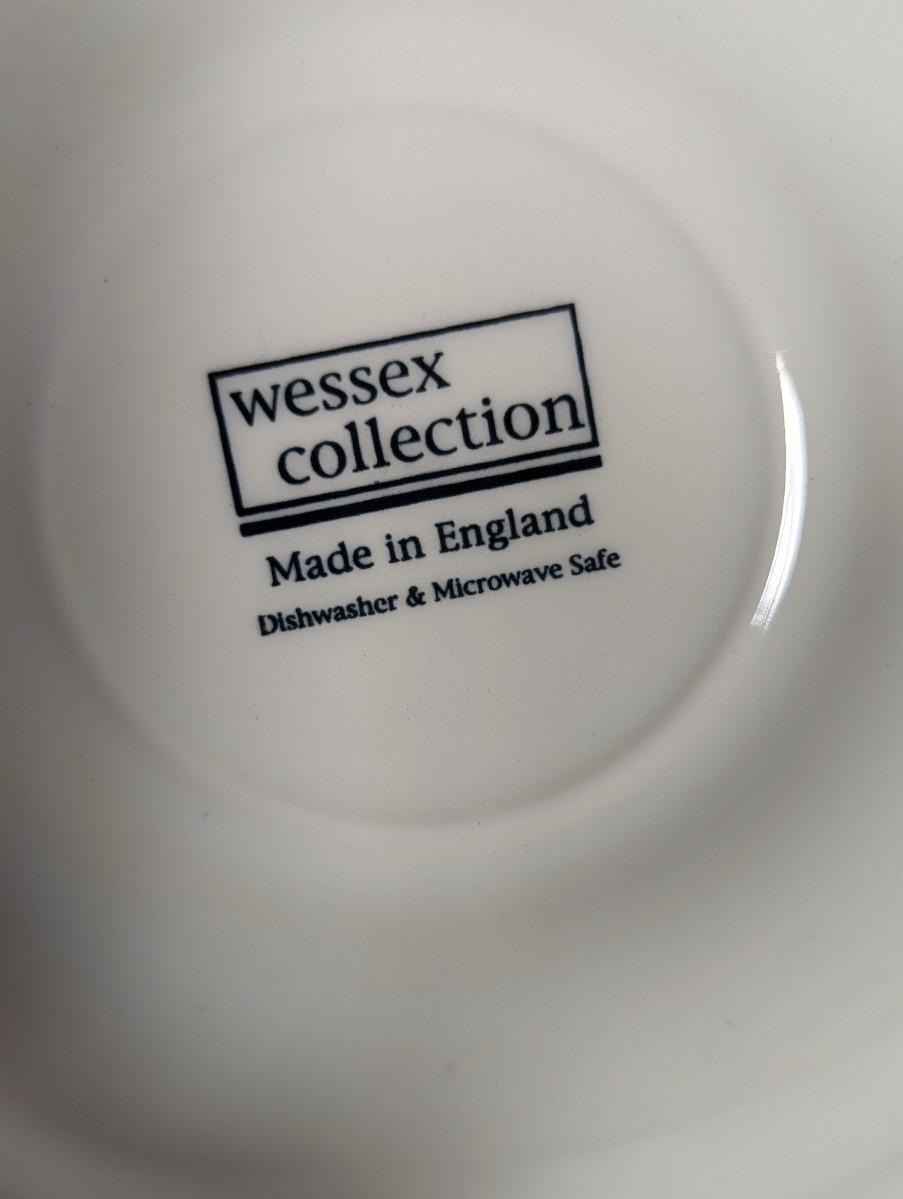 wessex
collection
Made in England
Dishwasher & Microwave Safe